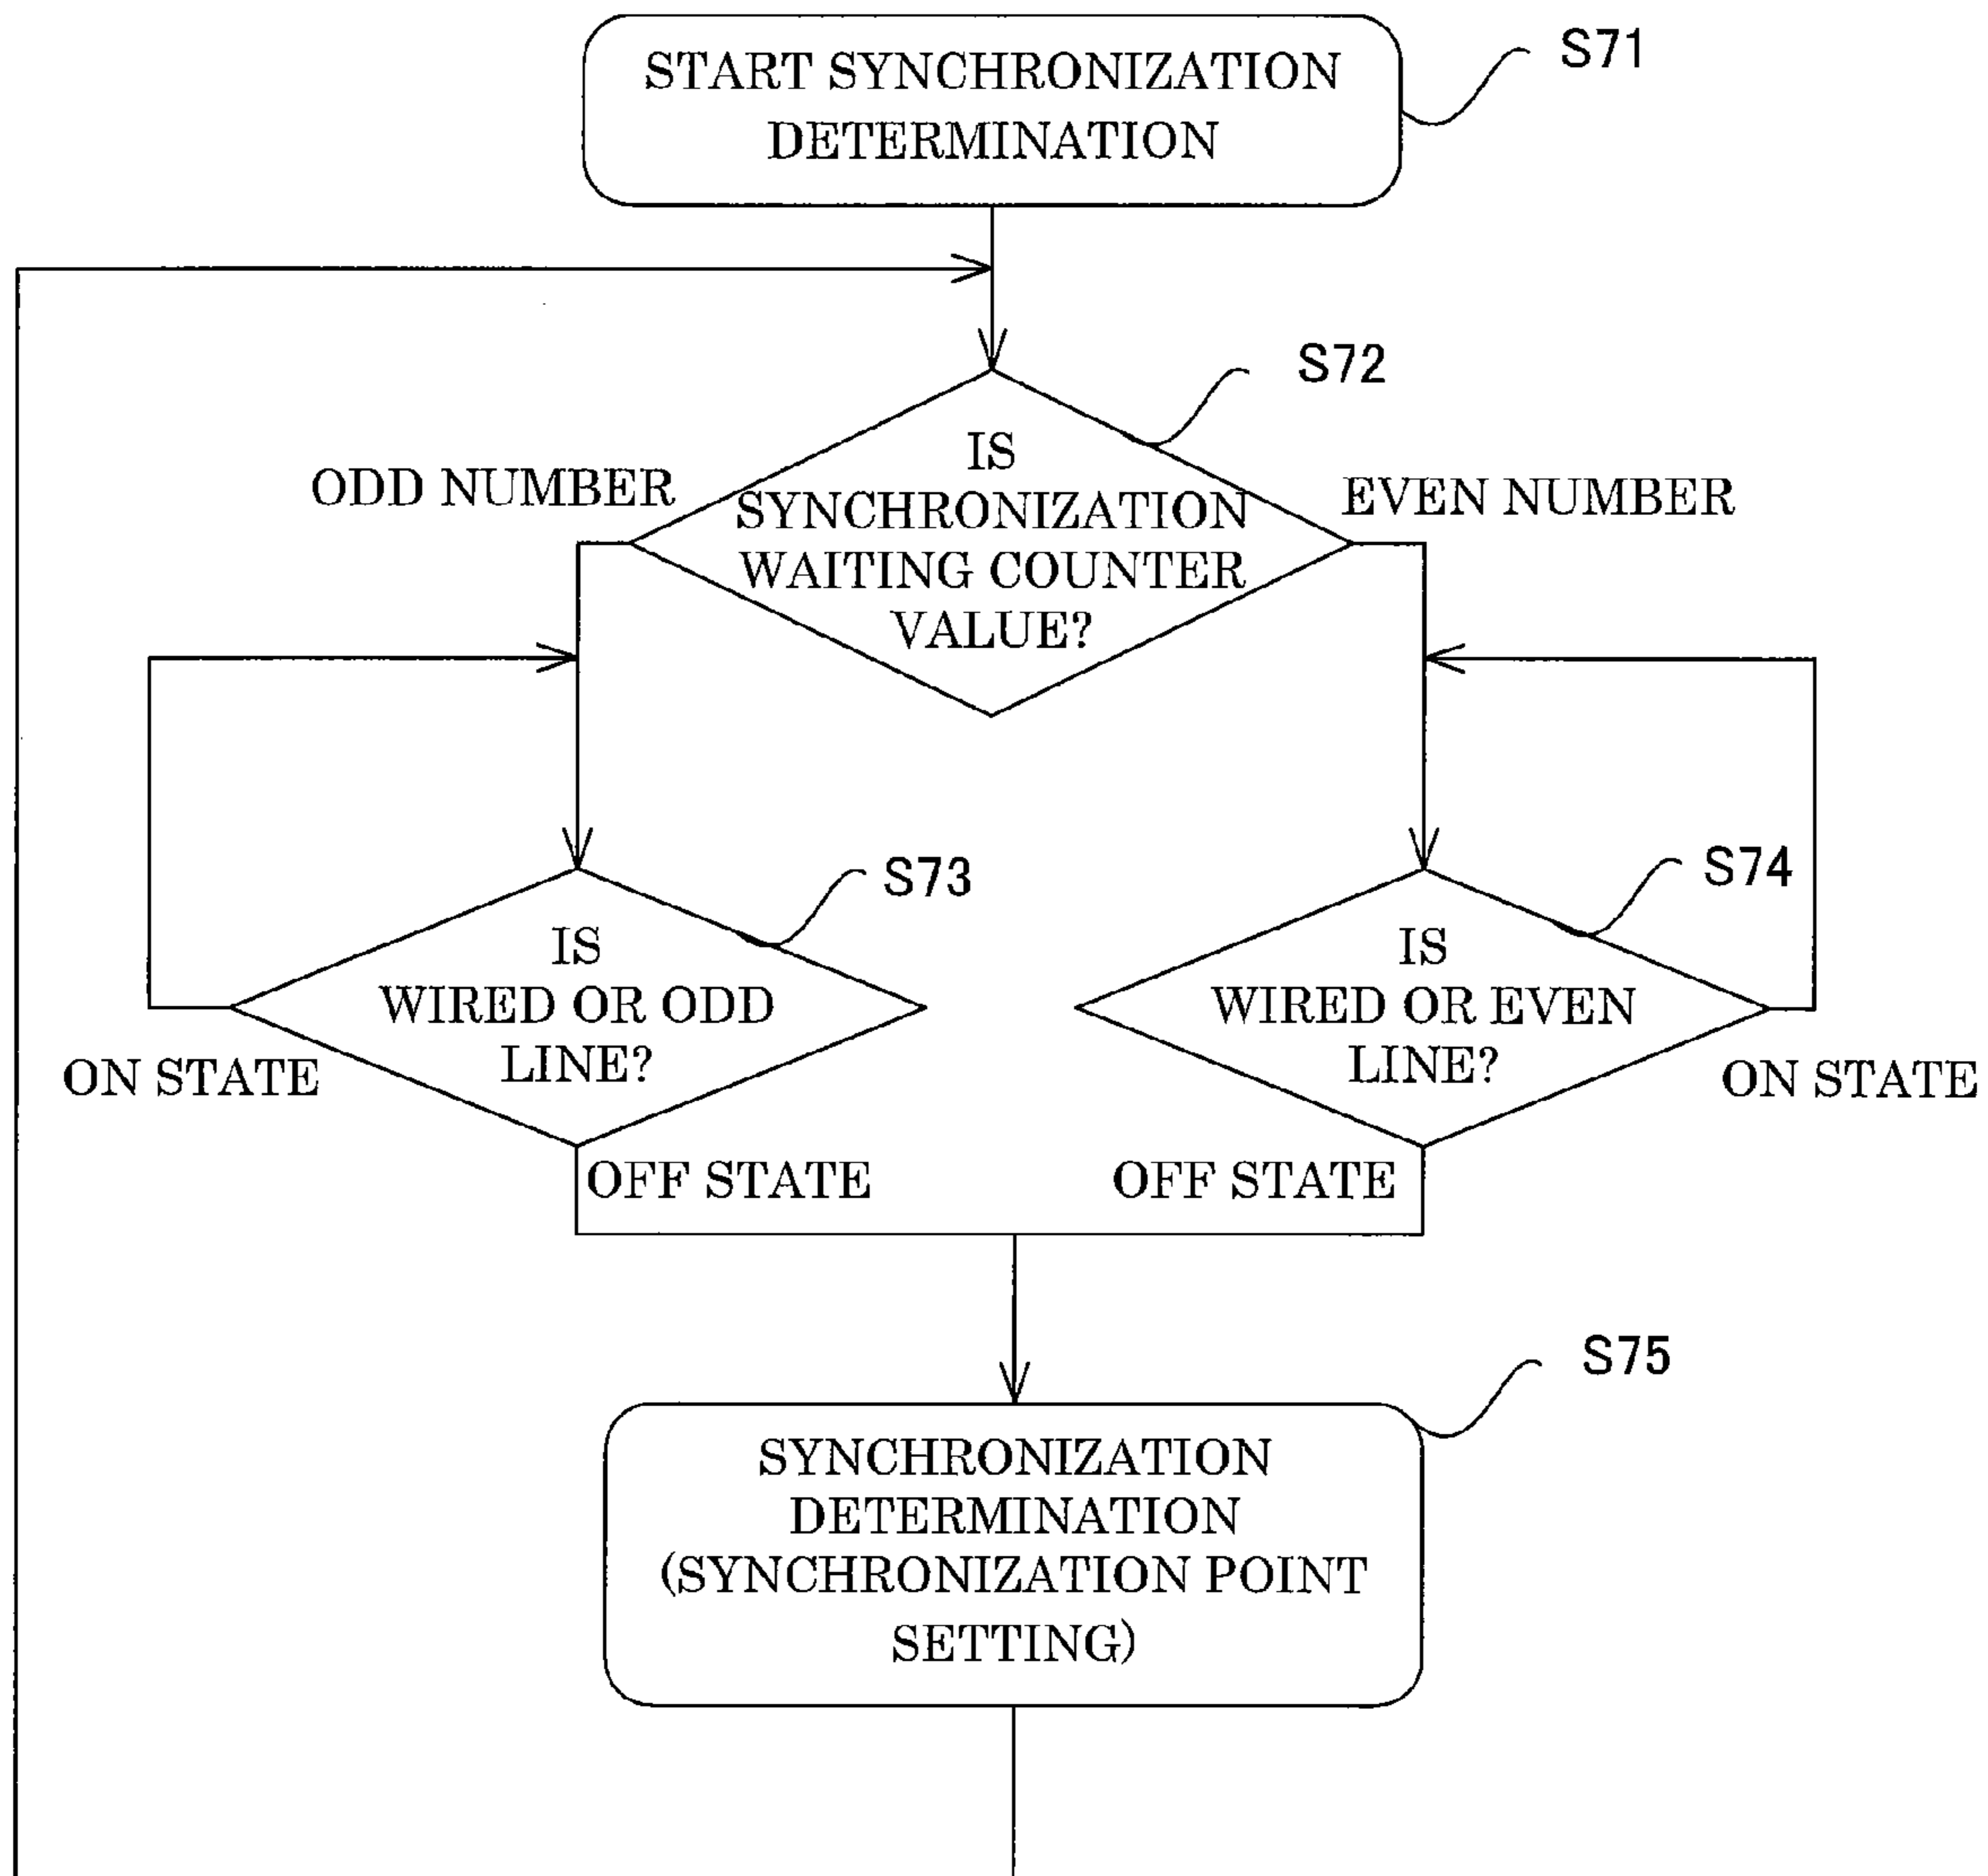 START SYNCHRONIZATION
DETERMINATION
S71
S72
IS
SYNCHRONIZATION
WAITING COUNTER
VALUE?
ODD NUMBER
EVEN NUMBER
S73
IS
WIRED OR ODD
LINE?
ON STATE
OFF STATE
S74
IS
WIRED OR EVEN
LINE?
ON STATE
OFF STATE
S75
SYNCHRONIZATION
DETERMINATION
(SYNCHRONIZATION POINT
SETTING)